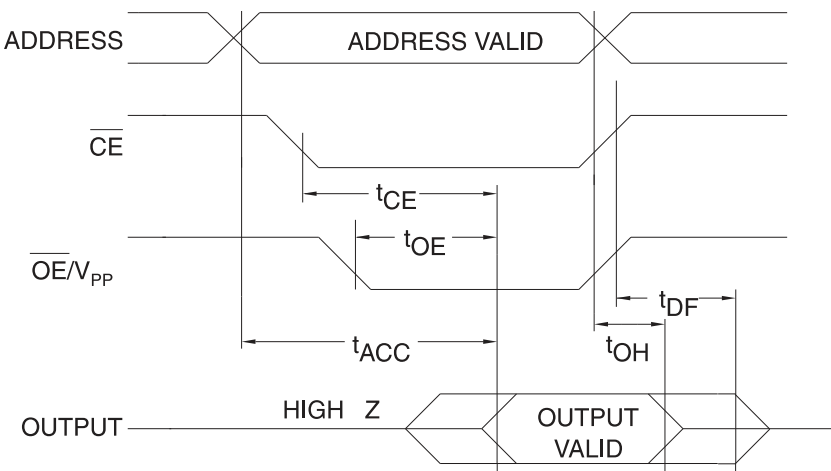 ADDRESS
ADDRESS VALID
CE
tCE
tOE
OE/VPP
tDF
tACC
tOH
HIGH Z
OUTPUT
OUTPUT
VALID